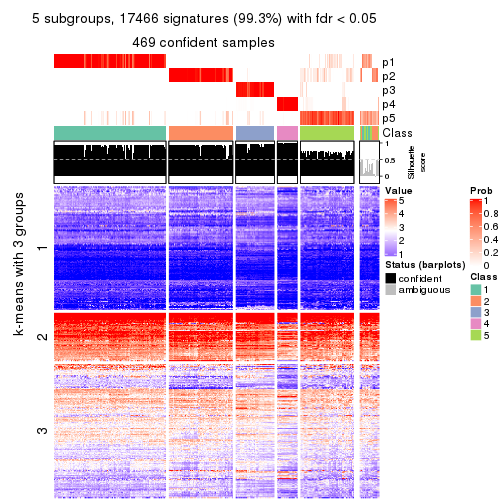 5 subgroups, 17466 signatures (99.3%) with fdr < 0.05
469 confident samples
p1
p2
p3
p4
p5
Class
1
0.5
0
Silhouette
score
k-means with 3 groups
1
2
3
Value
5
4
3
2
1
Status (barplots)
confident
ambiguous
Prob
1
0.8
0.6
0.4
0.2
0
Class
1
2
3
4
5